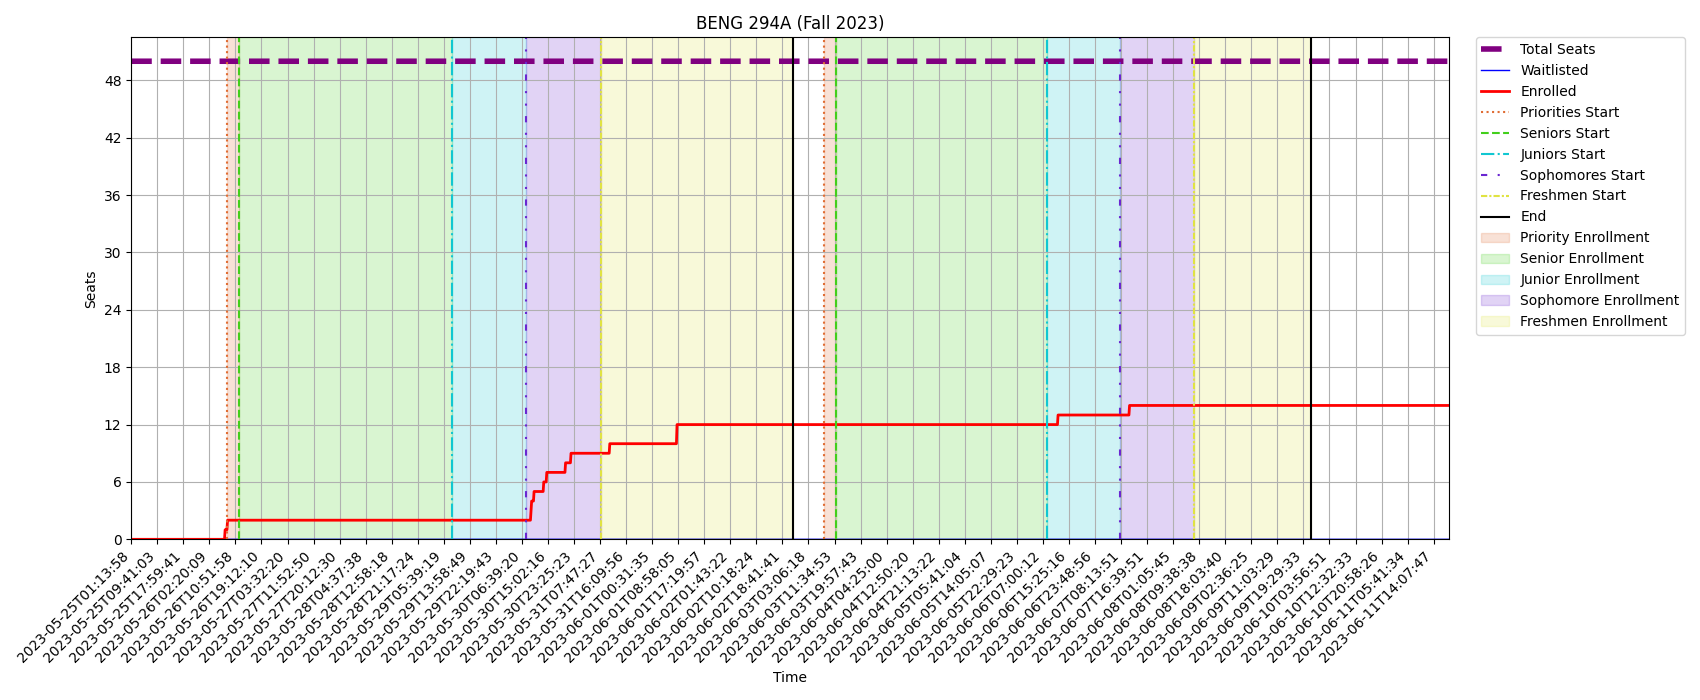 BENG 294A (Fall 2023)
Seats
48
42
36
30
24
18
12
6
0
2023-05-25T01:13:58
2023-05-25T09:41:03
2023-05-25T17:59:41
2023-05-26T02:20:09
2023-05-26T10:51:58
2023-05-26T19:12:10
2023-05-27T03:32:20
2023-05-27T11:52:50
2023-05-27T20:12:30
2023-05-28T04:37:38
2023-05-28T12:58:18
2023-05-28T21:17:24
2023-05-29T05:39:19
2023-05-29T13:58:49
2023-05-29T22:19:43
2023-05-30T06:39:20
2023-05-30T15:02:16
2023-05-30T23:25:23
2023-05-31T07:47:27
2023-05-31T16:09:56
2023-06-01T00:31:35
2023-06-01T08:58:05
2023-06-01T17:19:57
2023-06-02T01:43:22
2023-06-02T10:18:24
2023-06-02T18:41:41
2023-06-03T03:06:18
2023-06-03T11:34:53
2023-06-03T19:57:43
2023-06-04T04:25:00
2023-06-04T12:50:20
2023-06-04T21:13:22
2023-06-05T05:41:04
2023-06-05T14:05:07
2023-06-05T22:29:23
2023-06-06T07:00:12
2023-06-06T15:25:16
2023-06-06T23:48:56
2023-06-07T08:13:51
2023-06-07T16:39:51
2023-06-08T01:05:45
2023-06-08T09:38:38
2023-06-08T18:03:40
2023-06-09T02:36:25
2023-06-09T11:03:29
2023-06-09T19:29:33
2023-06-10T03:56:51
2023-06-10T12:32:33
2023-06-10T20:58:26
2023-06-11T05:41:34
2023-06-11T14:07:47
Time
Total Seats
Waitlisted
Enrolled
Priorities Start
Seniors Start
Juniors Start
Sophomores Start
Freshmen Start
End
Priority Enrollment
Senior Enrollment
Junior Enrollment
Sophomore Enrollment
Freshmen Enrollment